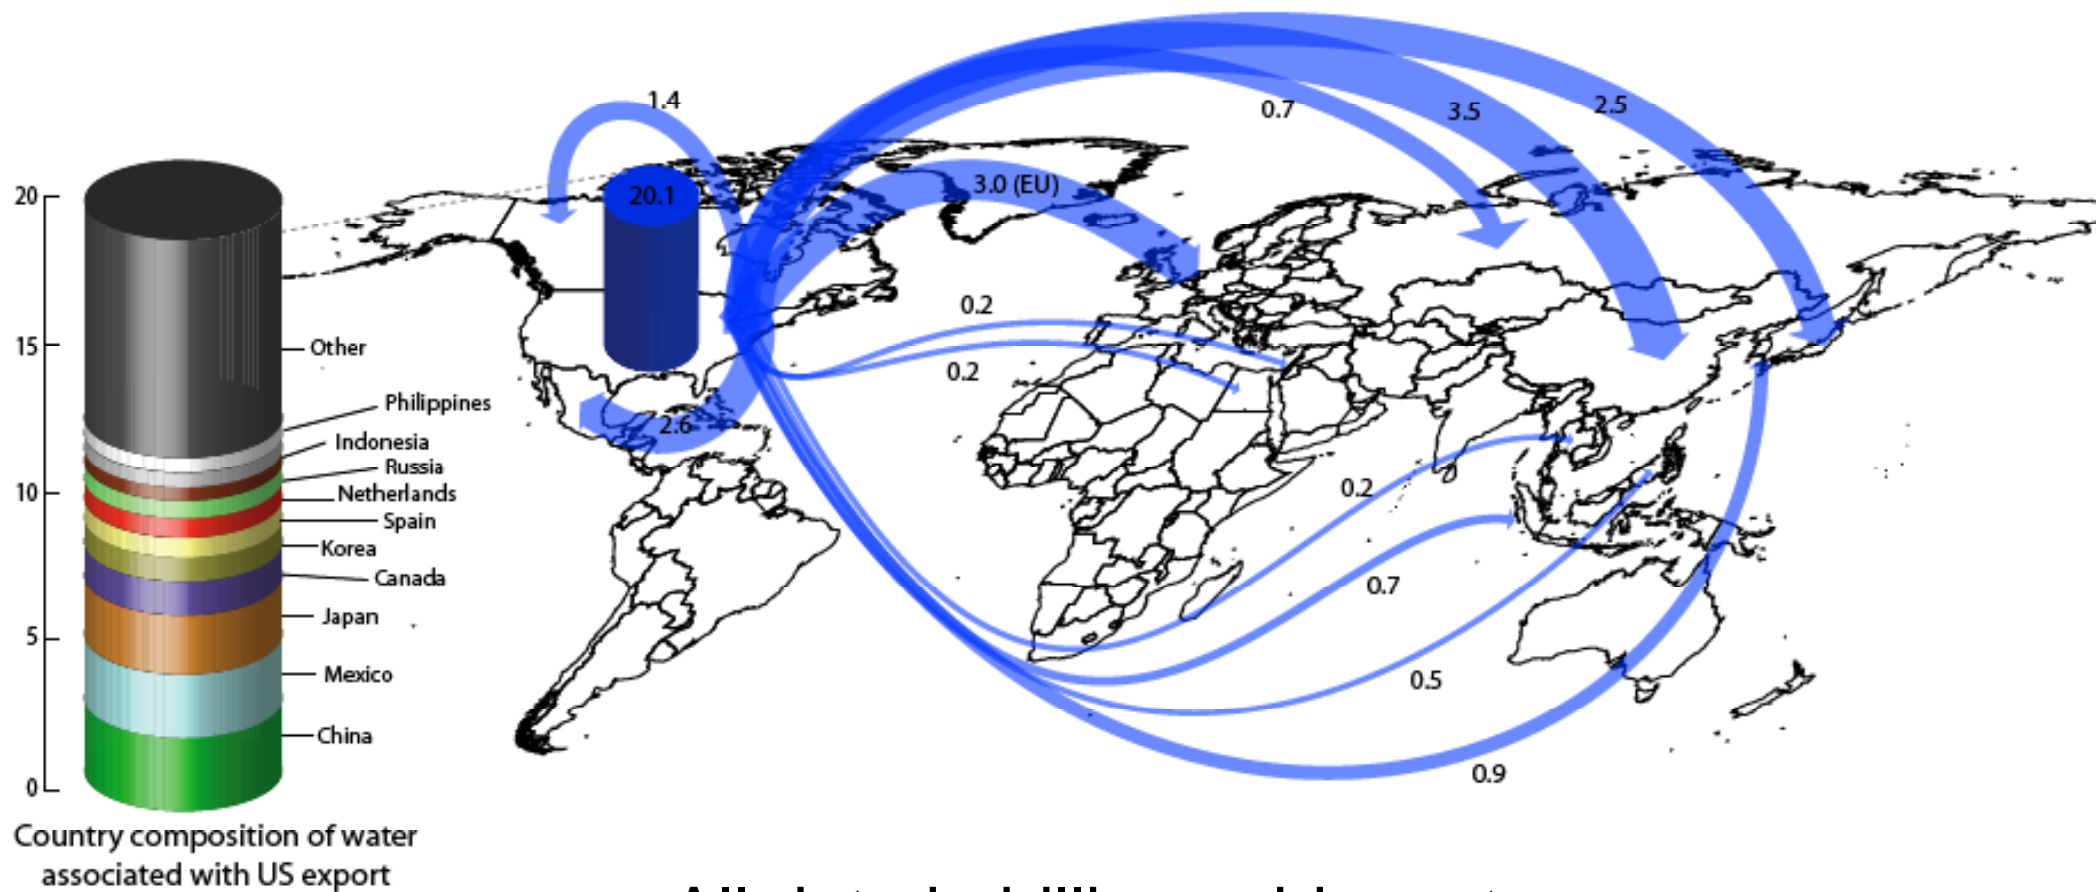 1.4
0.7
3.5
2.5
3.0 (EU)
20.1
20
0.2
15
Other
0.2
Philippines
2.6
Indonesia
Russia
10
Netherlands
0.2
Spain
Korea
Canada
0.7
Japan
5
Mexico
0.5
China
0.9
0
Country composition of water
associated with US export